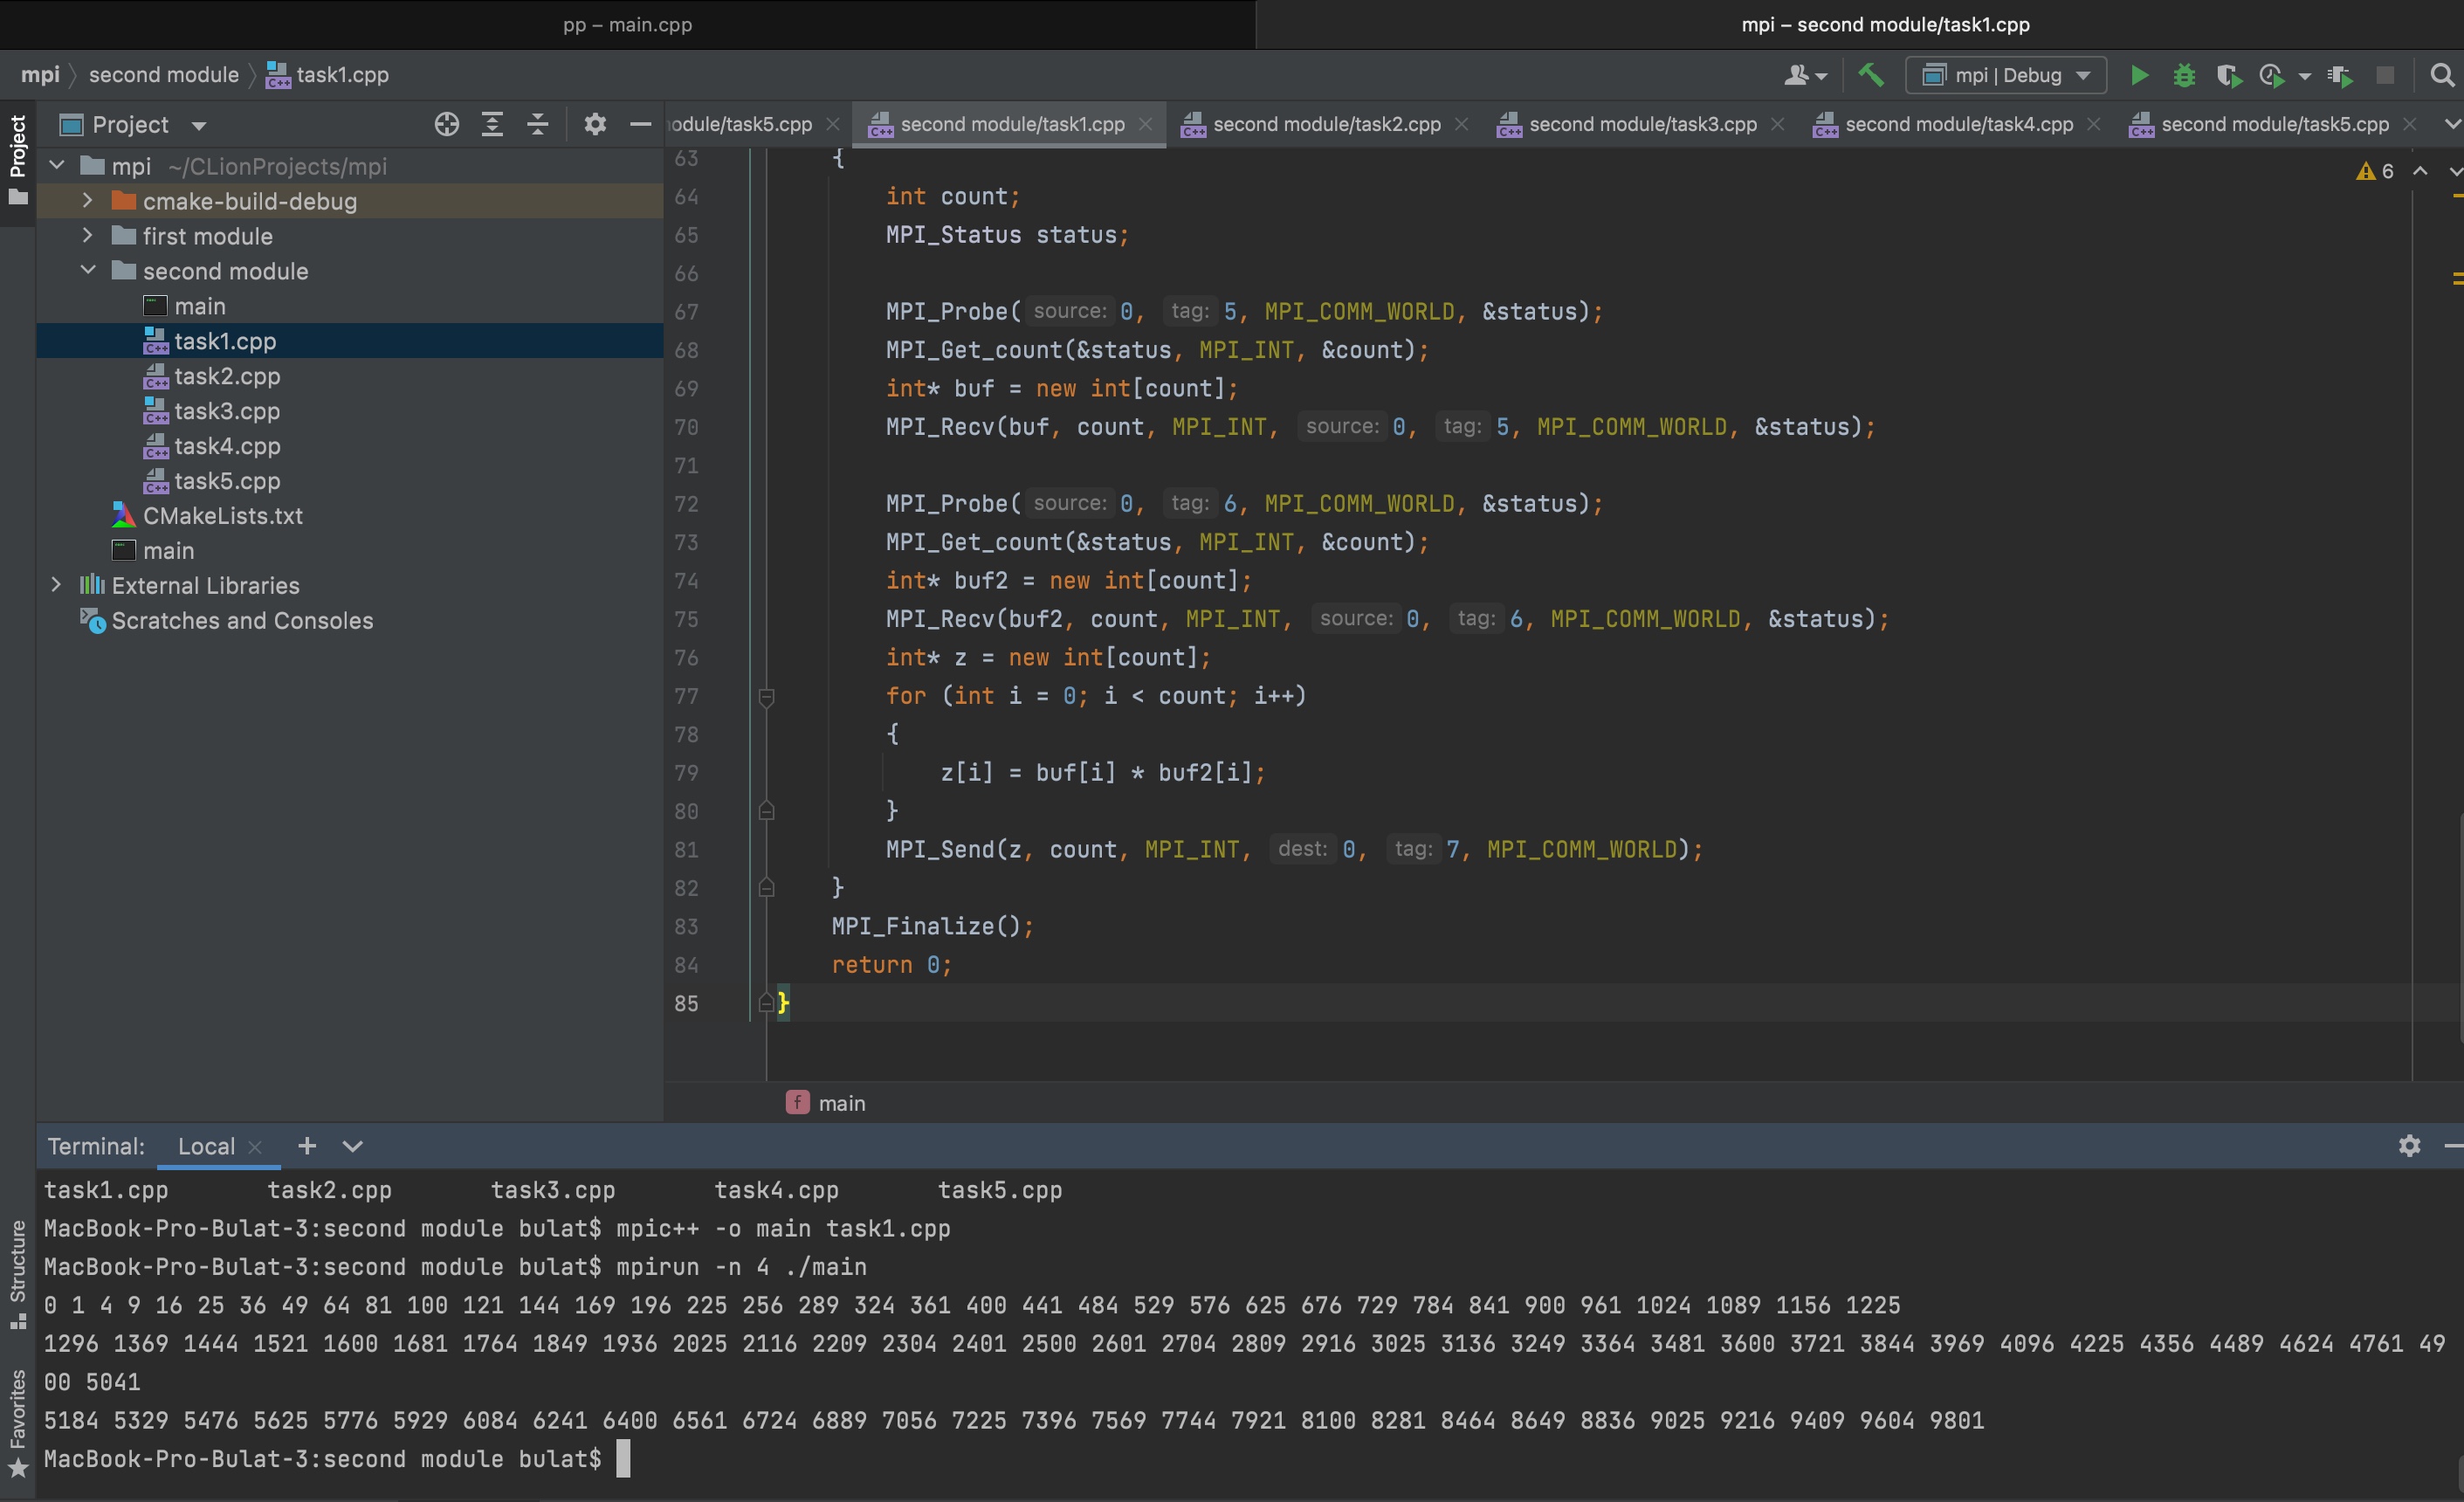 pp – main.cpp
mpi – second module/task1.cpp
mpi second module task1.cpp
mpi | Debug
Project
Project
odule/task5.cpp
second module/task1.cpp
second module/task2.cpp
second module/task3.cpp
second module/task4.cpp
second module/task5.cpp
mpi ~/CLionProjects/mpi
cmake-build-debug
first module
second module
main
task1.cpp
task2.cpp
task3.cpp
task4.cpp
task5.cpp
CMakeLists.txt
main
External Libraries
Scratches and Consoles
6
63 {
64 int count;
65 MPI_Status status;
66
67 MPI_Probe( source: 0, tag: 5, MPI_COMM_WORLD, &status);
68 MPI_Get_count(&status, MPI_INT, &count);
69 int* buf = new int[count];
70 MPI_Recv(buf, count, MPI_INT, source: 0, tag: 5, MPI_COMM_WORLD, &status);
71
72 MPI_Probe( source: 0, tag: 6, MPI_COMM_WORLD, &status);
73 MPI_Get_count(&status, MPI_INT, &count);
74 int* buf2 = new int[count];
75 MPI_Recv(buf2, count, MPI_INT, source: 0, tag: 6, MPI_COMM_WORLD, &status);
76 int* z = new int[count];
77 for (int i = 0; i < count; i++)
78 {
79 z[i] = buf[i] * buf2[i];
80 }
81 MPI_Send(z, count, MPI_INT, dest: 0, tag: 7, MPI_COMM_WORLD);
82 }
83 MPI_Finalize();
84 return 0;
85 }
f main
Structure
Favorites
Terminal: Local
task1.cpp task2.cpp task3.cpp task4.cpp task5.cpp
MacBook-Pro-Bulat-3:second module bulat$ mpic++ -o main task1.cpp
MacBook-Pro-Bulat-3:second module bulat$ mpirun -n 4 ./main
0 1 4 9 16 25 36 49 64 81 100 121 144 169 196 225 256 289 324 361 400 441 484 529 576 625 676 729 784 841 900 961 1024 1089 1156 1225
1296 1369 1444 1521 1600 1681 1764 1849 1936 2025 2116 2209 2304 2401 2500 2601 2704 2809 2916 3025 3136 3249 3364 3481 3600 3721 3844 3969 4096 4225 4356 4489 4624 4761 49
00 5041
5184 5329 5476 5625 5776 5929 6084 6241 6400 6561 6724 6889 7056 7225 7396 7569 7744 7921 8100 8281 8464 8649 8836 9025 9216 9409 9604 9801
MacBook-Pro-Bulat-3:second module bulat$